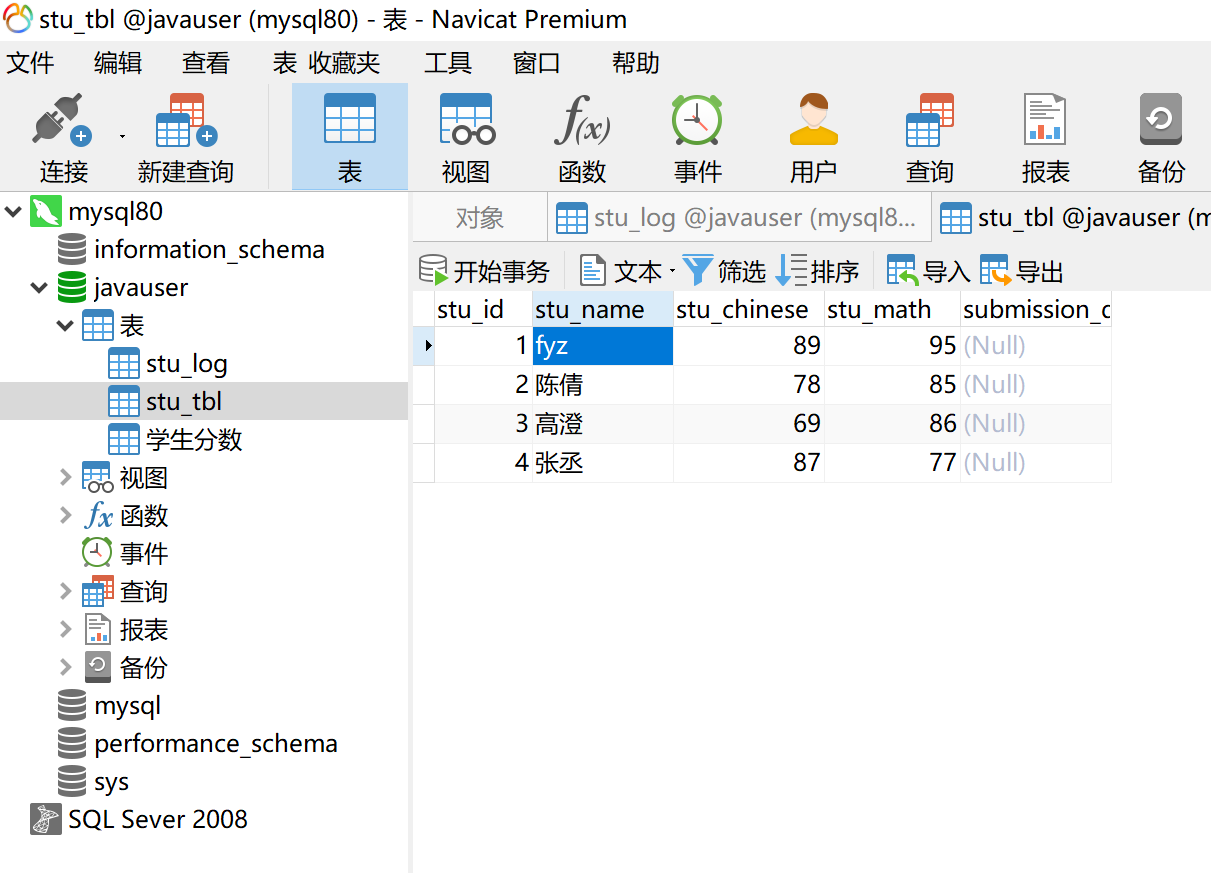 stu_tbl @javauser (mysql80) - 表 - Navicat Premium
文件 编辑 查看 表 收藏夹 工具 窗口 帮助
连接 新建查询 表 视图 函数 事件 用户 查询 报表 备份
mysql80
information_schema
javauser
表
stu_log
stu_tbl
学生分数
视图
函数
事件
查询
报表
备份
mysql
performance_schema
sys
SQL Sever 2008
对象 stu_log @javauser (mysql8... stu_tbl @javauser (m
开始事务 文本 筛选 排序 导入 导出
stu_id stu_name stu_chinese stu_math submission_c
1 fyz 89 95 (Null)
2 陈倩 78 85 (Null)
3 高澄 69 86 (Null)
4 张丞 87 77 (Null)